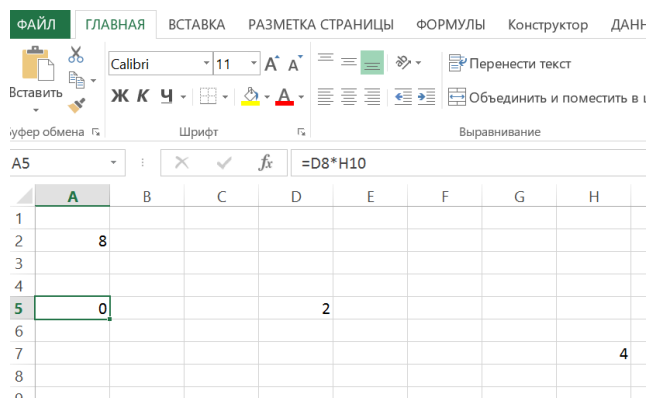 ФАЙЛ ГЛАВНАЯ ВСТАВКА РАЗМЕТКА СТРАНИЦЫ ФОРМУЛЫ Конструктор ДАНН
Calibri 11 A A Перенести текст
Вставить Ж К Ч А Объединить и поместить в ц
уфер обмена Шрифт Выравнивание
A5 fx =D8*H10
A B C D E F G H
1
2 8
3
4
5 0 2
6
7 4
8
9